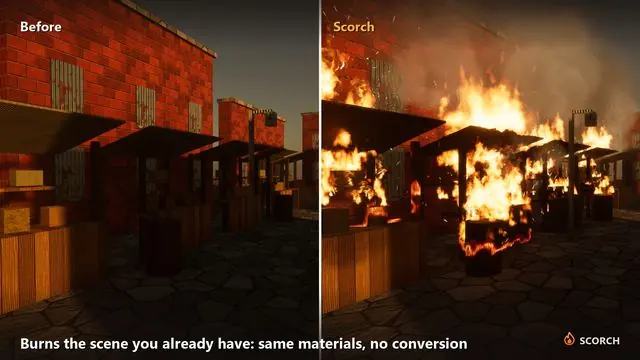 Before
Scorch
Burns the scene you already have: same materials, no conversion
SCORCH